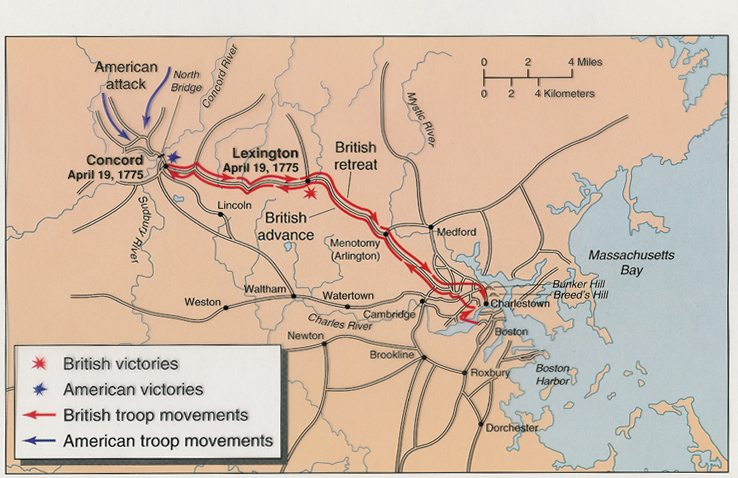 American
attack
North
Bridge
Concord River
Mystic River
0 2 4 Miles
0 2 4 Kilometers
Concord
April 19, 1775
Lexington
April 19, 1775
British
retreat
British
advance
Sudbury River
Lincoln
Menotomy
(Arlington)
Medford
Massachusetts
Bay
Bunker Hill
Breed's Hill
Charlestown
Weston
Waltham
Watertown
Cambridge
Charles River
Boston
Newton
Brookline
Roxbury
Boston
Harbor
Dorchester
British victories
American victories
British troop movements
American troop movements